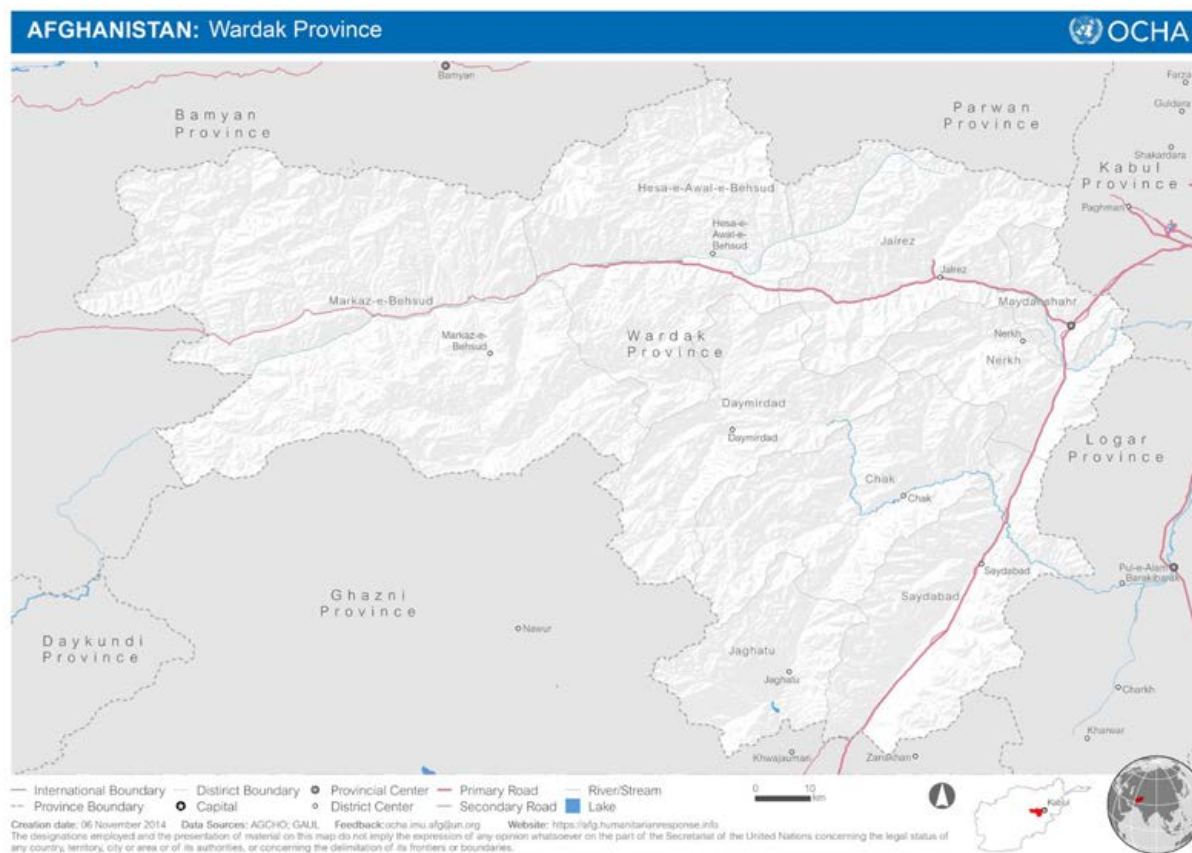 AFGHANISTAN: Wardak Province
OCHA
Bamyan
Farza
Guldara
Bamyan
Province
Parwan
Province
Shakardara
Kabul
Province
Hesa-e-Awal-e-Behsud
Paghman
Hesa-e-
Awal-e-
Behsud
Jalrez
Jalrez
Markaz-e-Behsud
Maydanshahr
Markaz-e-
Behsud
Wardak
Province
Nerkh
Nerkh
Daymirdad
Daymirdad
Logar
Province
Chak
Chak
Saydabad
Pul-e-Alam
Barakibarak
Ghazni
Province
Saydabad
Daykundi
Province
Nawur
Jaghatu
Jaghatu
Charkh
Kharwar
Khwajaumari
Zanakhan
International Boundary
District Boundary
Provincial Center
Primary Road
River/Stream
Province Boundary
Capital
District Center
Secondary Road
Lake
0 10
km
Kabul
Creation date: 06 November 2014 Data Sources: AGCHO; GAUL Feedback:ocha.imu.afg@un.org Website: https://afg.humanitarianresponse.info
The designations employed and the presentation of material on this map do not imply the expression of any opinion whatsoever on the part of the Secretariat of the United Nations concerning the legal status of
any country, territory, city or area or of its authorities, or concerning the delimitation of its frontiers or boundaries.